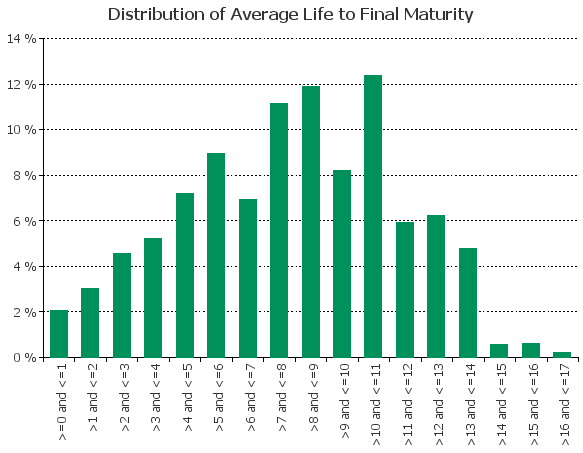 Distribution of Average Life to Final Maturity
14 %
12 %
10 %
8 %
6 %
4 %
2 %
0 %
>=0 and <=1
>1 and <=2
>2 and <=3
>3 and <=4
>4 and <=5
>5 and <=6
>6 and <=7
>7 and <=8
>8 and <=9
>9 and <=10
>10 and <=11
>11 and <=12
>12 and <=13
>13 and <=14
>14 and <=15
>15 and <=16
>16 and <=17